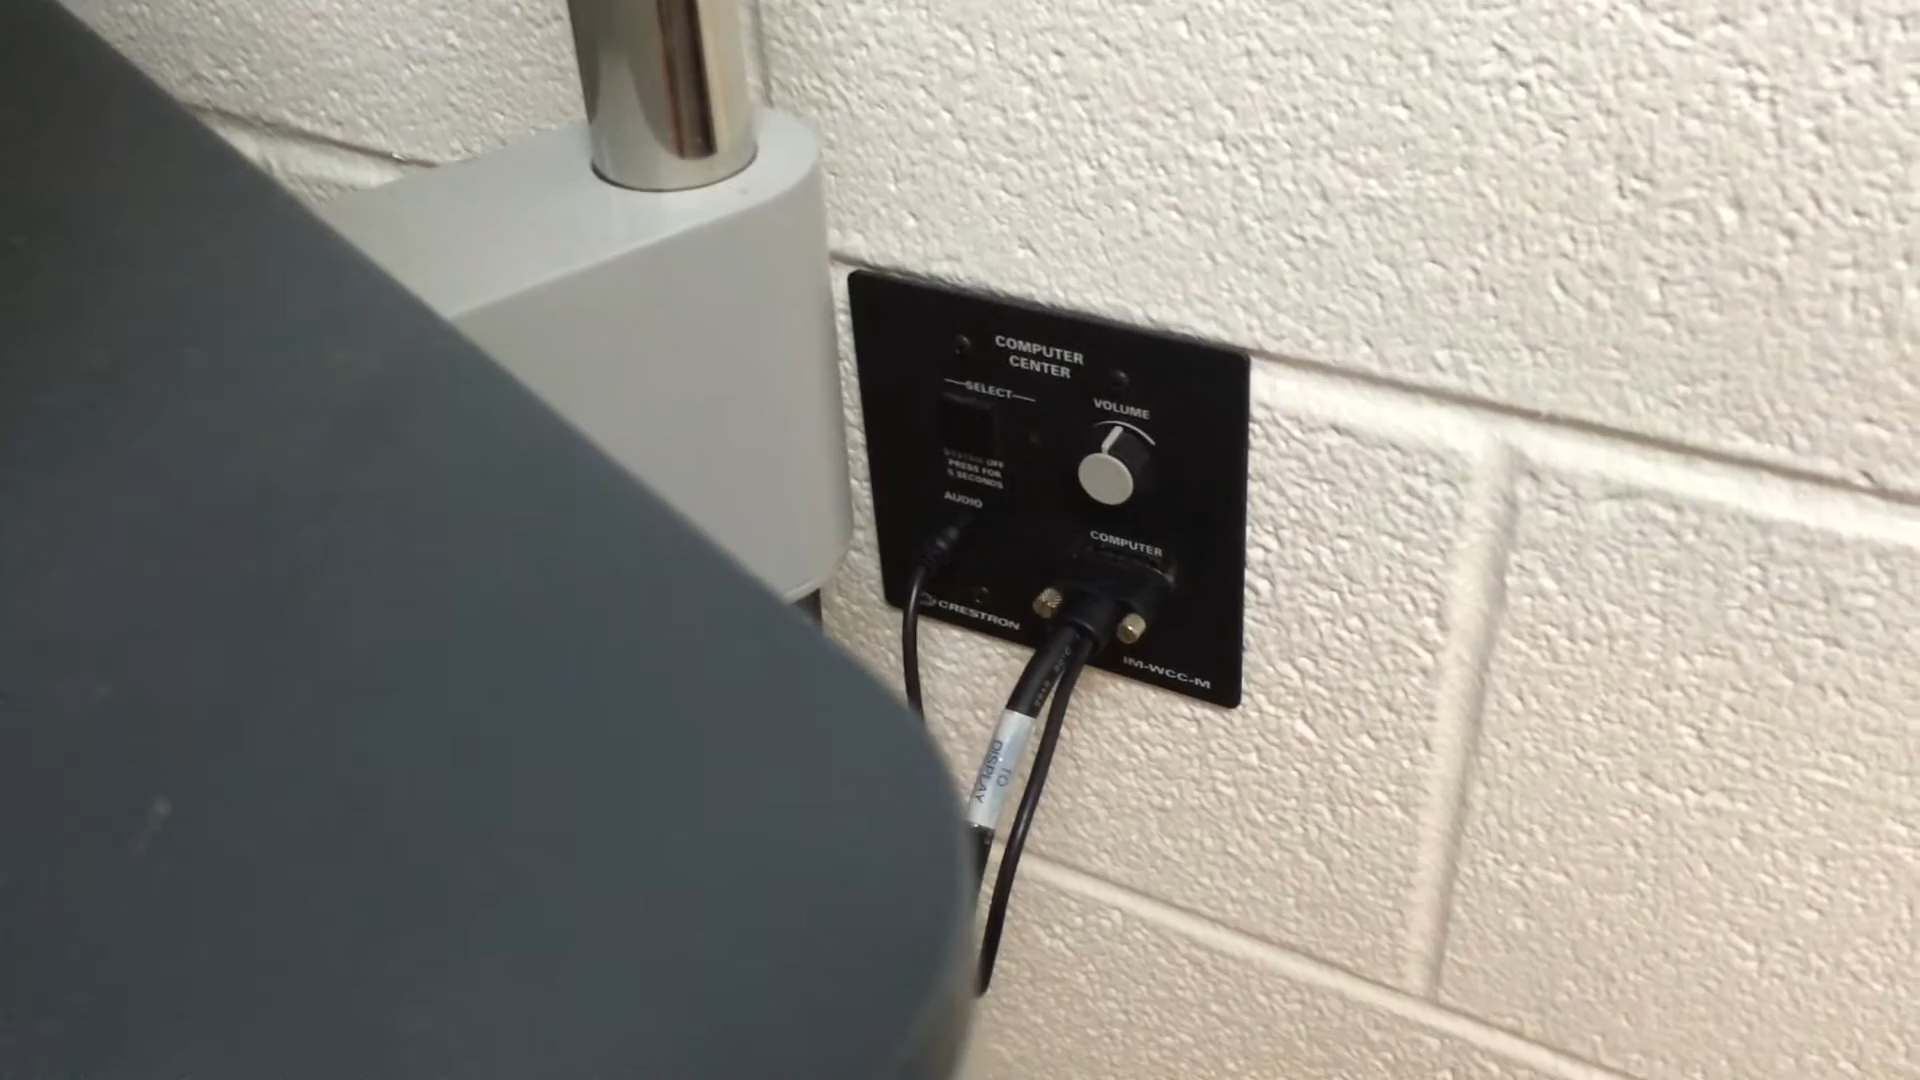 COMPUTER
CENTER
SELECT
VOLUME
SYSTEM OFF
PRESS FOR
5 SECONDS
AUDIO
COMPUTER
CRESTRON
IM-WCC-M
TO
DISPLAY